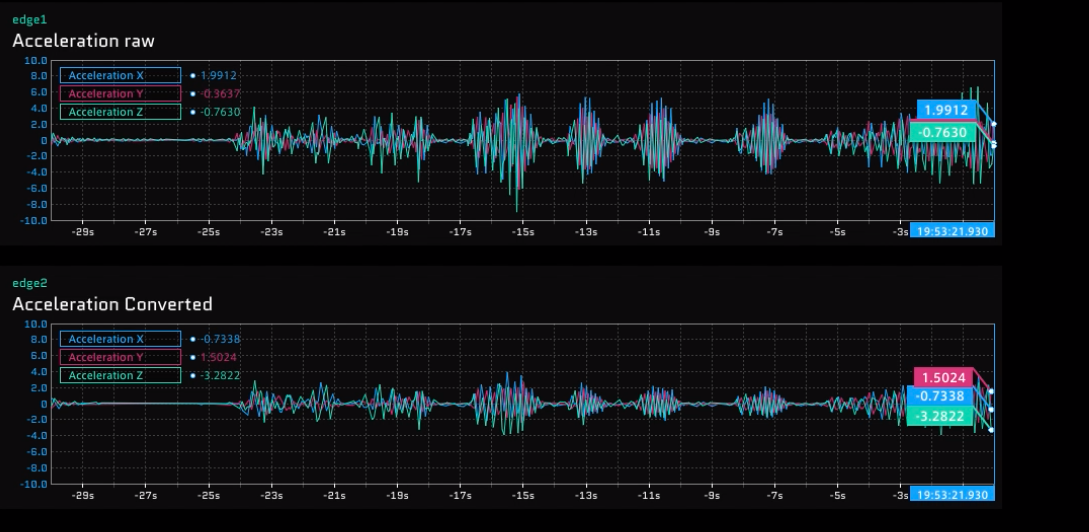 edge1
Acceleration raw
10.0
8.0
Acceleration X 1.9912
6.0
Acceleration Y -0.3637
4.0
Acceleration Z -0.7630
1.9912
2.0
-0.7630
0
-2.0
-4.0
-6.0
-8.0
-10.0
-29s -27s -25s -23s -21s -19s -17s -15s -13s -11s -9s -7s -5s -3s 19:53:21.930
edge2
Acceleration Converted
10.0
8.0
Acceleration X -0.7338
6.0
Acceleration Y 1.5024
4.0
Acceleration Z -3.2822
1.5024
2.0
-0.7338
0
-3.2822
-2.0
-4.0
-6.0
-8.0
-10.0
-29s -27s -25s -23s -21s -19s -17s -15s -13s -11s -9s -7s -5s -3s 19:53:21.930